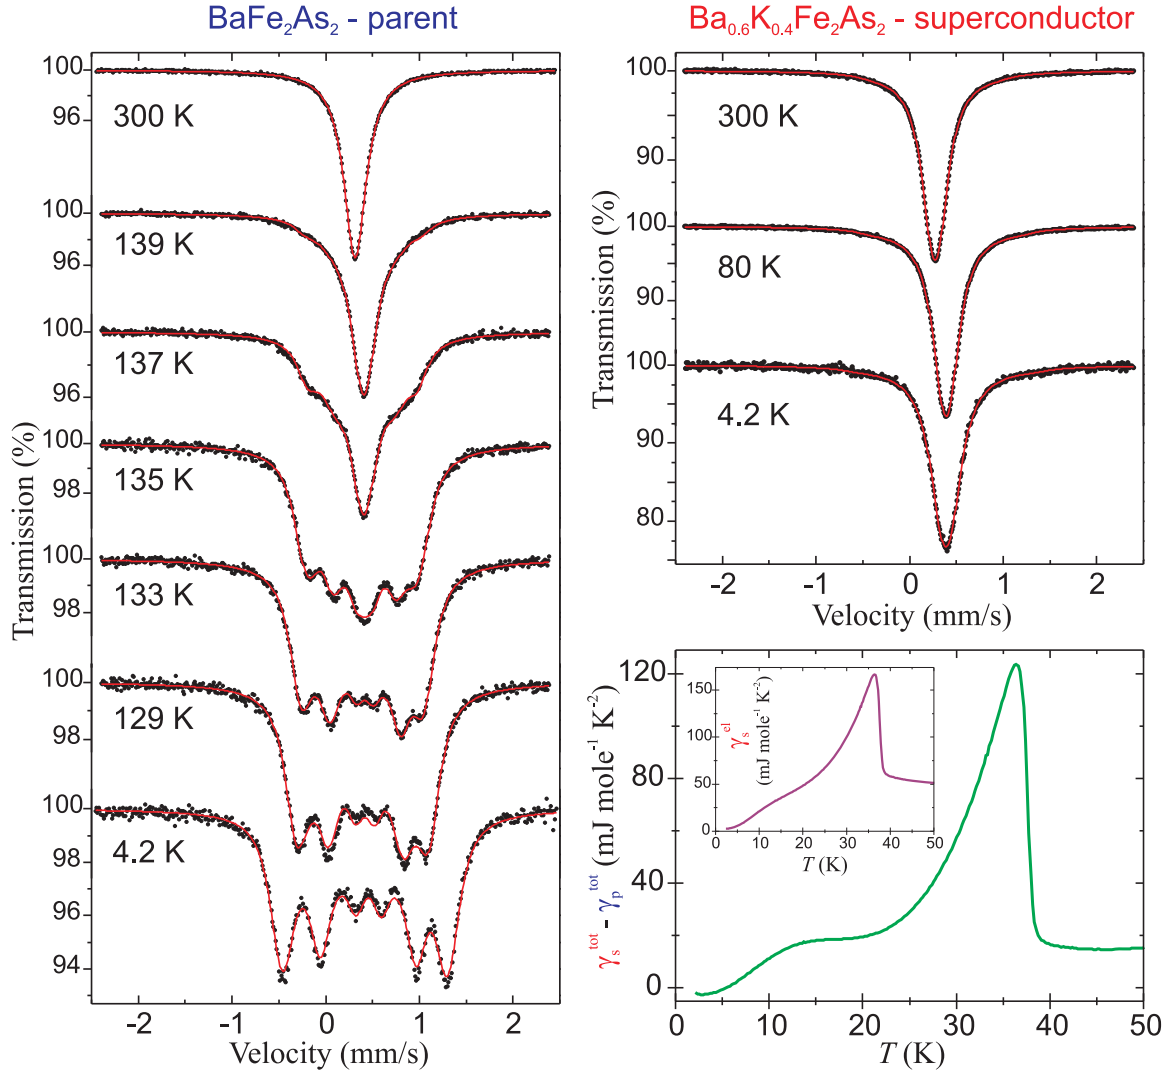 BaFe₂As₂ - parent
100
96
300 K
100
96
139 K
100
96
137 K
100
98
135 K
100
98
133 K
100
98
129 K
100
98
96
94
4.2 K
Transmission (%)
-2 -1 0 1 2
Velocity (mm/s)
Ba₀.₆K₀.₄Fe₂As₂ - superconductor
100
90
300 K
100
90
80 K
100
90
80
4.2 K
Transmission (%)
-2 -1 0 1 2
Velocity (mm/s)
120
80
40
0
γₛᵗᵒᵗ - γₚᵗᵒᵗ (mJ mole⁻¹ K⁻²)
0 10 20 30 40 50
T (K)
150
100
50
0
γₛᵉˡ
(mJ mole⁻¹ K⁻²)
0 10 20 30 40 50
T (K)